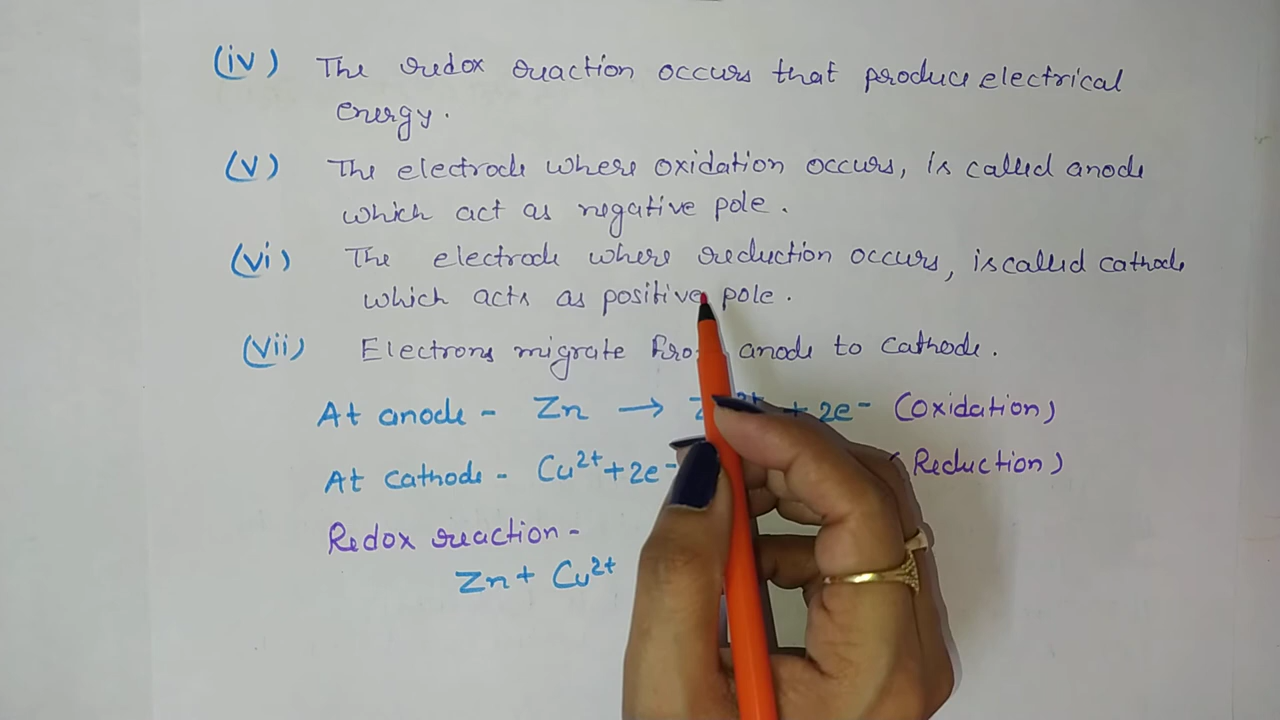 (iv) The redox reaction occurs that produce electrical
energy.
(v) The electrode where oxidation occurs, is called anode
which act as negative pole.
(vi) The electrode where reduction occurs, is called cathode
which acts as positive pole.
(vii) Electrons migrate from anode to cathode.
At anode - Zn → 2+ + 2e⁻ (Oxidation)
At cathode - Cu²⁺ + 2e⁻ (Reduction)
Redox reaction -
Zn + Cu²⁺